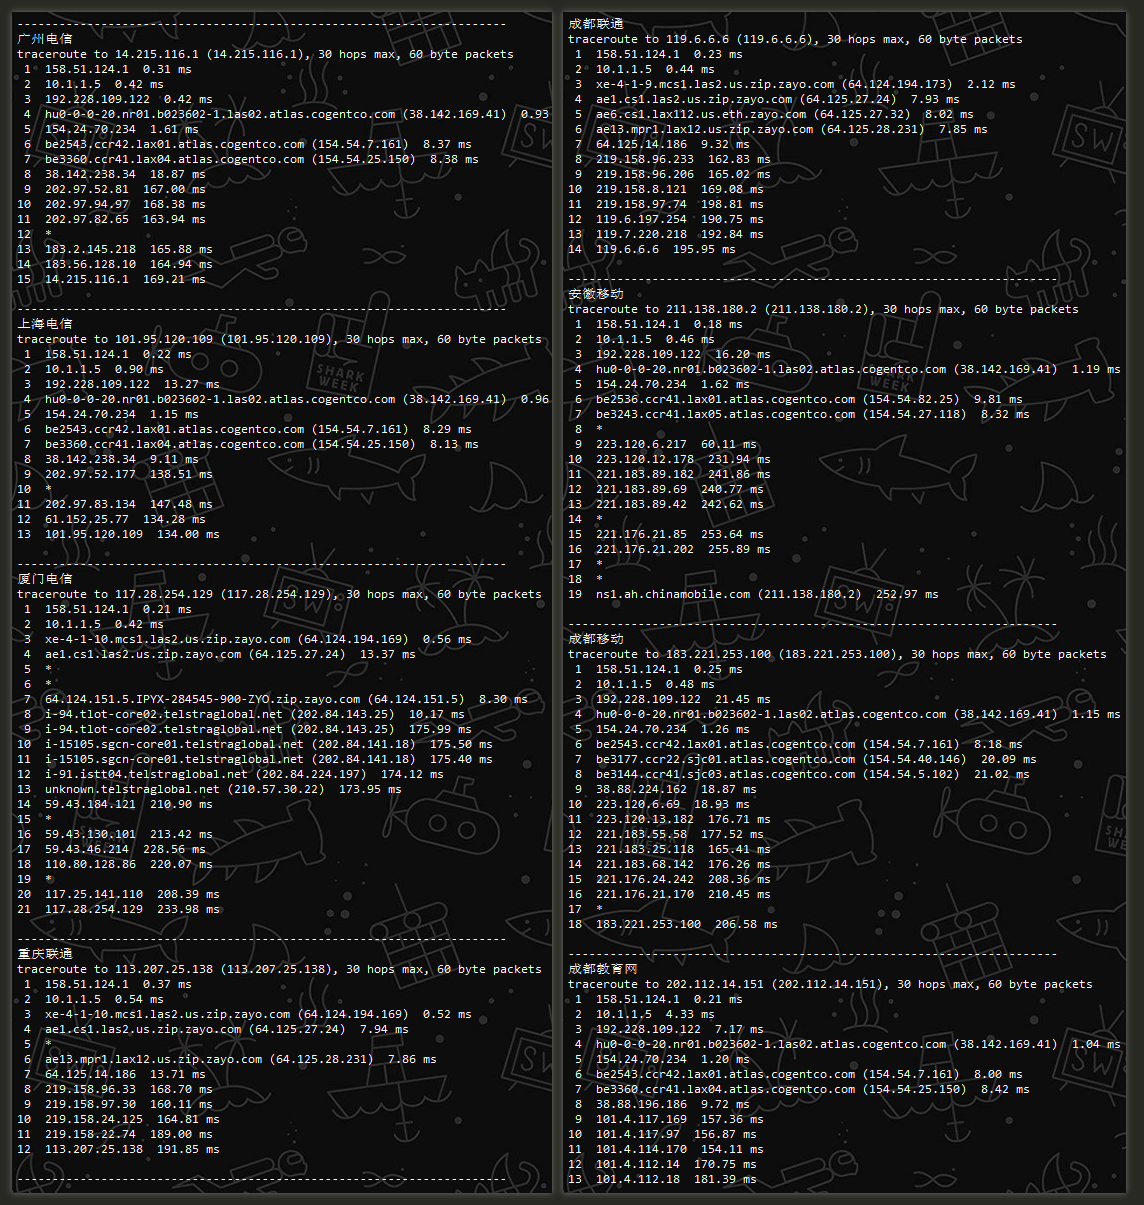 --------------------------------------------------------------------
广州电信
traceroute to 14.215.116.1 (14.215.116.1), 30 hops max, 60 byte packets
1  158.51.124.1  0.31 ms
2  10.1.1.5  0.42 ms
3  192.228.109.122  0.42 ms
4  hu0-0-0-20.nr01.b023602-1.las02.atlas.cogentco.com (38.142.169.41)  0.93
5  154.24.70.234  1.61 ms
6  be2543.ccr42.lax01.atlas.cogentco.com (154.54.7.161)  8.37 ms
7  be3360.ccr41.lax04.atlas.cogentco.com (154.54.25.150)  8.38 ms
8  38.142.238.34  18.87 ms
9  202.97.52.81  167.00 ms
10  202.97.94.97  168.38 ms
11  202.97.82.65  163.94 ms
12  *
13  183.2.145.218  165.88 ms
14  183.56.128.10  164.94 ms
15  14.215.116.1  169.21 ms
--------------------------------------------------------------------
上海电信
traceroute to 101.95.120.109 (101.95.120.109), 30 hops max, 60 byte packets
1  158.51.124.1  0.22 ms
2  10.1.1.5  0.90 ms
3  192.228.109.122  13.27 ms
4  hu0-0-0-20.nr01.b023602-1.las02.atlas.cogentco.com (38.142.169.41)  0.96
5  154.24.70.234  1.15 ms
6  be2543.ccr42.lax01.atlas.cogentco.com (154.54.7.161)  8.29 ms
7  be3360.ccr41.lax04.atlas.cogentco.com (154.54.25.150)  8.13 ms
8  38.142.238.34  9.11 ms
9  202.97.52.177  138.51 ms
10  *
11  202.97.83.134  147.48 ms
12  61.152.25.77  134.28 ms
13  101.95.120.109  134.00 ms
--------------------------------------------------------------------
厦门电信
traceroute to 117.28.254.129 (117.28.254.129), 30 hops max, 60 byte packets
1  158.51.124.1  0.21 ms
2  10.1.1.5  0.42 ms
3  xe-4-1-10.mcs1.las2.us.zip.zayo.com (64.124.194.169)  0.56 ms
4  ae1.cs1.las2.us.zip.zayo.com (64.125.27.24)  13.37 ms
5  *
6  *
7  64.124.151.5.IPYX-284545-900-ZYO.zip.zayo.com (64.124.151.5)  8.30 ms
8  i-94.tlot-core02.telstraglobal.net (202.84.143.25)  10.17 ms
9  i-94.tlot-core02.telstraglobal.net (202.84.143.25)  175.99 ms
10  i-15105.sgcn-core01.telstraglobal.net (202.84.141.18)  175.50 ms
11  i-15105.sgcn-core01.telstraglobal.net (202.84.141.18)  175.40 ms
12  i-91.istt04.telstraglobal.net (202.84.224.197)  174.12 ms
13  unknown.telstraglobal.net (210.57.30.22)  173.95 ms
14  59.43.184.121  210.90 ms
15  *
16  59.43.130.101  213.42 ms
17  59.43.46.214  228.56 ms
18  110.80.128.86  220.07 ms
19  *
20  117.25.141.110  208.39 ms
21  117.28.254.129  233.98 ms
--------------------------------------------------------------------
重庆联通
traceroute to 113.207.25.138 (113.207.25.138), 30 hops max, 60 byte packets
1  158.51.124.1  0.37 ms
2  10.1.1.5  0.54 ms
3  xe-4-1-10.mcs1.las2.us.zip.zayo.com (64.124.194.169)  0.52 ms
4  ae1.cs1.las2.us.zip.zayo.com (64.125.27.24)  7.94 ms
5  *
6  ae13.mpr1.lax12.us.zip.zayo.com (64.125.28.231)  7.86 ms
7  64.125.14.186  13.71 ms
8  219.158.96.33  168.70 ms
9  219.158.97.30  160.11 ms
10  219.158.24.125  164.81 ms
11  219.158.22.74  189.00 ms
12  113.207.25.138  191.85 ms
--------------------------------------------------------------------
成都联通
traceroute to 119.6.6.6 (119.6.6.6), 30 hops max, 60 byte packets
1  158.51.124.1  0.23 ms
2  10.1.1.5  0.44 ms
3  xe-4-1-9.mcs1.las2.us.zip.zayo.com (64.124.194.173)  2.12 ms
4  ae1.cs1.las2.us.zip.zayo.com (64.125.27.24)  7.93 ms
5  ae6.cs1.lax112.us.eth.zayo.com (64.125.27.32)  8.02 ms
6  ae13.mpr1.lax12.us.zip.zayo.com (64.125.28.231)  7.85 ms
7  64.125.14.186  9.32 ms
8  219.158.96.233  162.83 ms
9  219.158.96.206  165.02 ms
10  219.158.8.121  169.08 ms
11  219.158.97.74  198.81 ms
12  119.6.197.254  190.75 ms
13  119.7.220.218  192.84 ms
14  119.6.6.6  195.95 ms
--------------------------------------------------------------------
安徽移动
traceroute to 211.138.180.2 (211.138.180.2), 30 hops max, 60 byte packets
1  158.51.124.1  0.18 ms
2  10.1.1.5  0.46 ms
3  192.228.109.122  16.20 ms
4  hu0-0-0-20.nr01.b023602-1.las02.atlas.cogentco.com (38.142.169.41)  1.19 ms
5  154.24.70.234  1.62 ms
6  be2536.ccr41.lax01.atlas.cogentco.com (154.54.82.25)  9.81 ms
7  be3243.ccr41.lax05.atlas.cogentco.com (154.54.27.118)  8.32 ms
8  *
9  223.120.6.217  60.11 ms
10  223.120.12.178  231.94 ms
11  221.183.89.182  241.86 ms
12  221.183.89.69  240.77 ms
13  221.183.89.42  242.62 ms
14  *
15  221.176.21.85  253.64 ms
16  221.176.21.202  255.89 ms
17  *
18  *
19  ns1.ah.chinamobile.com (211.138.180.2)  252.97 ms
--------------------------------------------------------------------
成都移动
traceroute to 183.221.253.100 (183.221.253.100), 30 hops max, 60 byte packets
1  158.51.124.1  0.25 ms
2  10.1.1.5  0.48 ms
3  192.228.109.122  21.45 ms
4  hu0-0-0-20.nr01.b023602-1.las02.atlas.cogentco.com (38.142.169.41)  1.15 ms
5  154.24.70.234  1.26 ms
6  be2543.ccr42.lax01.atlas.cogentco.com (154.54.7.161)  8.18 ms
7  be3177.ccr22.sjc01.atlas.cogentco.com (154.54.40.146)  20.09 ms
8  be3144.ccr41.sjc03.atlas.cogentco.com (154.54.5.102)  21.02 ms
9  38.88.224.162  18.87 ms
10  223.120.6.69  18.93 ms
11  223.120.13.182  176.71 ms
12  221.183.55.58  177.52 ms
13  221.183.25.118  165.41 ms
14  221.183.68.142  176.26 ms
15  221.176.24.242  208.36 ms
16  221.176.21.170  210.45 ms
17  *
18  183.221.253.100  206.58 ms
--------------------------------------------------------------------
成都教育网
traceroute to 202.112.14.151 (202.112.14.151), 30 hops max, 60 byte packets
1  158.51.124.1  0.21 ms
2  10.1.1.5  4.33 ms
3  192.228.109.122  7.17 ms
4  hu0-0-0-20.nr01.b023602-1.las02.atlas.cogentco.com (38.142.169.41)  1.04 ms
5  154.24.70.234  1.20 ms
6  be2543.ccr42.lax01.atlas.cogentco.com (154.54.7.161)  8.00 ms
7  be3360.ccr41.lax04.atlas.cogentco.com (154.54.25.150)  8.42 ms
8  38.88.196.186  9.72 ms
9  101.4.117.169  157.36 ms
10  101.4.117.97  156.87 ms
11  101.4.114.170  154.11 ms
12  101.4.112.14  170.75 ms
13  101.4.112.18  181.39 ms